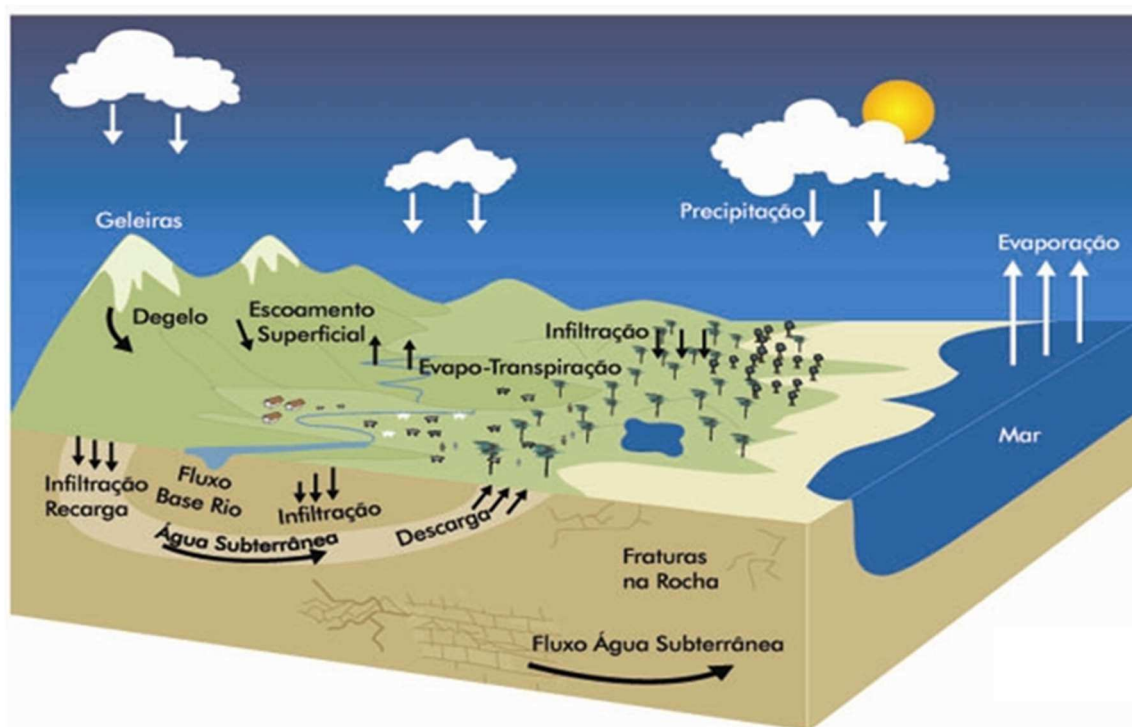 Geleiras
Precipitação
Evaporação
Degelo
Escoamento
Superficial
Infiltração
Evapo-Transpiração
Mar
Infiltração
Recarga
Fluxo
Base Rio
Infiltração
Água Subterrânea
Descarga
Fraturas
na Rocha
Fluxo Água Subterrânea